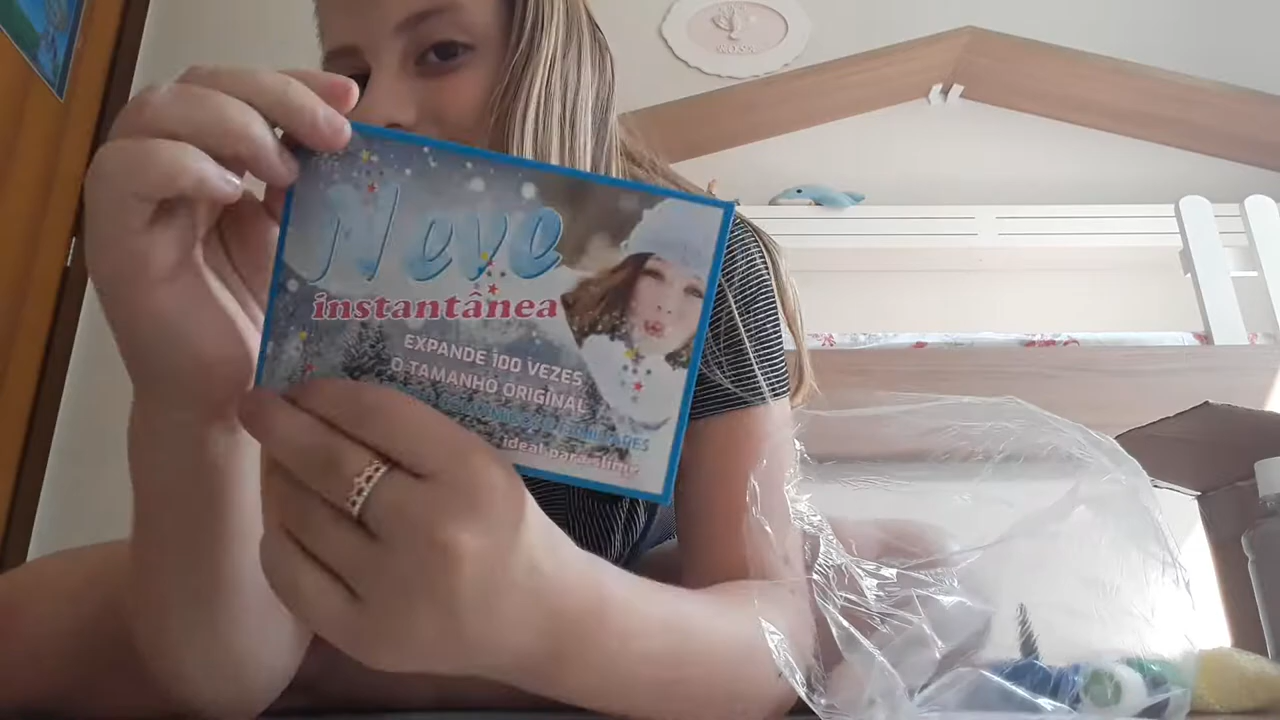 Neve
instantânea
EXPANDE 100 VEZES
O TAMANHO ORIGINAL
ideal para slime